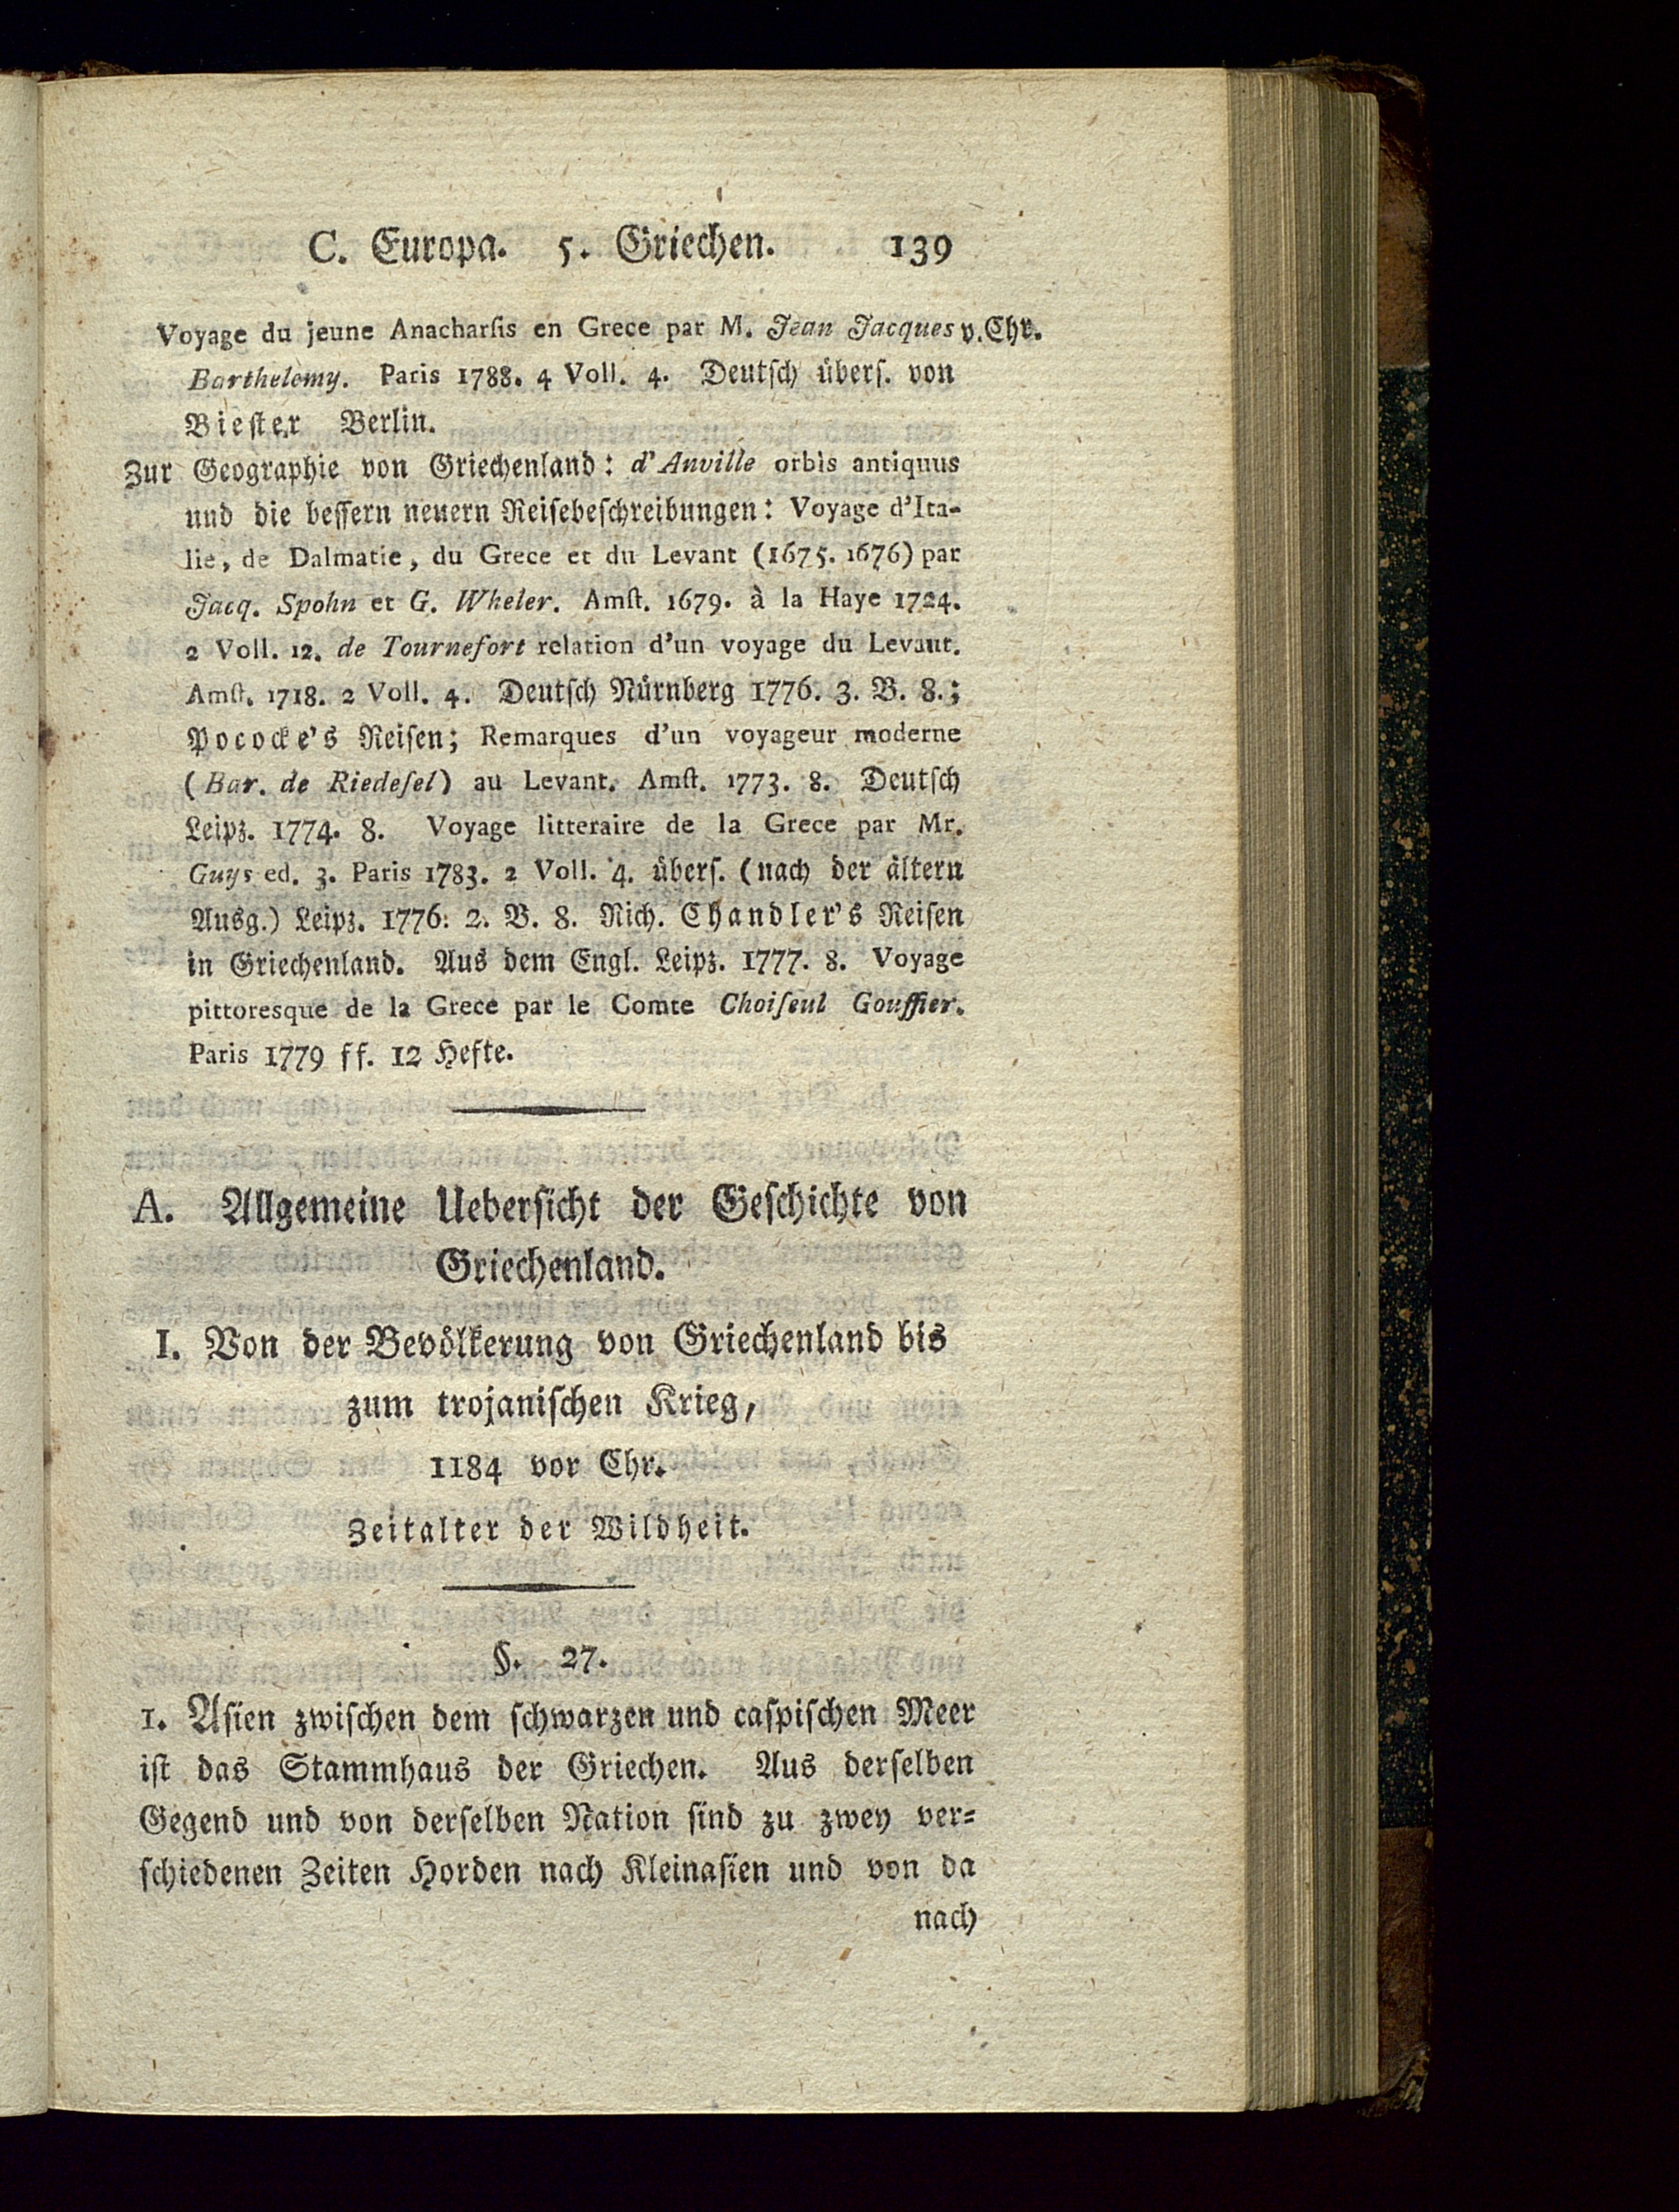 C. Europa. 5. Griechen. 139
Voyage du jeune Anacharſis en Grece par M. Jean Jacques v. Chr.
Barthelemy. Paris 1788. 4 Voll. 4. Deutſch überſ. von
Bieſter Berlin.
Zur Geographie von Griechenland: d'Anville orbis antiquus
und die beſſern neuern Reiſebeſchreibungen: Voyage d'Ita-
lie, de Dalmatie, du Grece et du Levant (1675. 1676) par
Jacq. Spohn et G. Wheler. Amſt. 1679. à la Haye 1724.
2 Voll. 12. de Tournefort relation d'un voyage du Levant.
Amſt. 1718. 2 Voll. 4. Deutſch Nürnberg 1776. 3. B. 8.;
Pococke's Reiſen; Remarques d'un voyageur moderne
(Bar. de Riedeſel) au Levant. Amſt. 1773. 8. Deutſch
Leipz. 1774. 8. Voyage litteraire de la Grece par Mr.
Guys ed. 3. Paris 1783. 2 Voll. 4. überſ. (nach der ältern
Ausg.) Leipz. 1776. 2. B. 8. Rich. Chandler's Reiſen
in Griechenland. Aus dem Engl. Leipz. 1777. 8. Voyage
pittoresque de la Grece par le Comte Choiſeul Gouffier.
Paris 1779 ff. 12 Hefte.
A. Allgemeine Ueberſicht der Geſchichte von
Griechenland.
I. Von der Bevölkerung von Griechenland bis
zum trojaniſchen Krieg,
1184 vor Chr.
Zeitalter der Wildheit.
§. 27.
1. Aſien zwiſchen dem ſchwarzen und caſpiſchen Meer
iſt das Stammhaus der Griechen. Aus derſelben
Gegend und von derſelben Nation ſind zu zwey ver=
ſchiedenen Zeiten Horden nach Kleinaſien und von da
nach